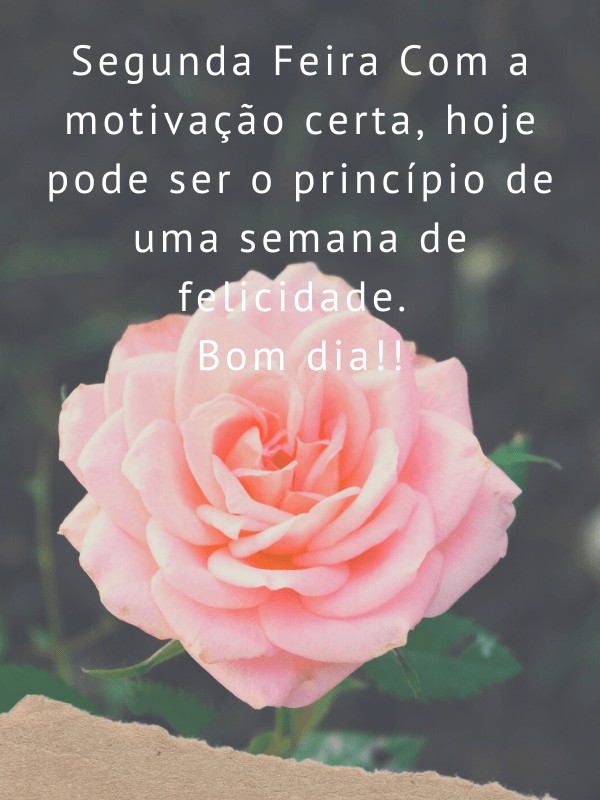 Segunda Feira Com a
motivação certa, hoje
pode ser o princípio de
uma semana de
felicidade.
Bom dia!!